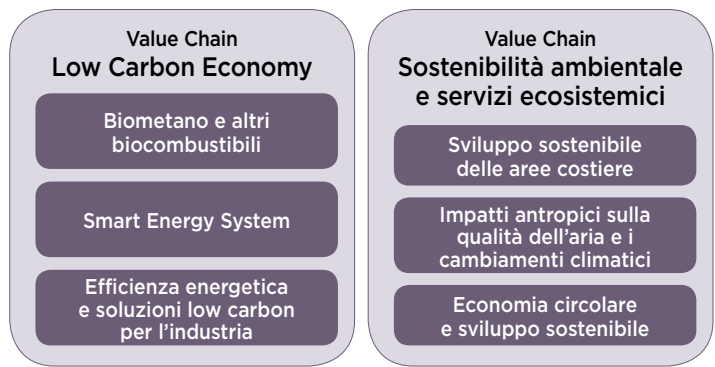 Value Chain
Low Carbon Economy
Biometano e altri
biocombustibili
Smart Energy System
Efficienza energetica
e soluzioni low carbon
per l'industria
Value Chain
Sostenibilità ambientale
e servizi ecosistemici
Sviluppo sostenibile
delle aree costiere
Impatti antropici sulla
qualità dell'aria e i
cambiamenti climatici
Economia circolare
e sviluppo sostenibile